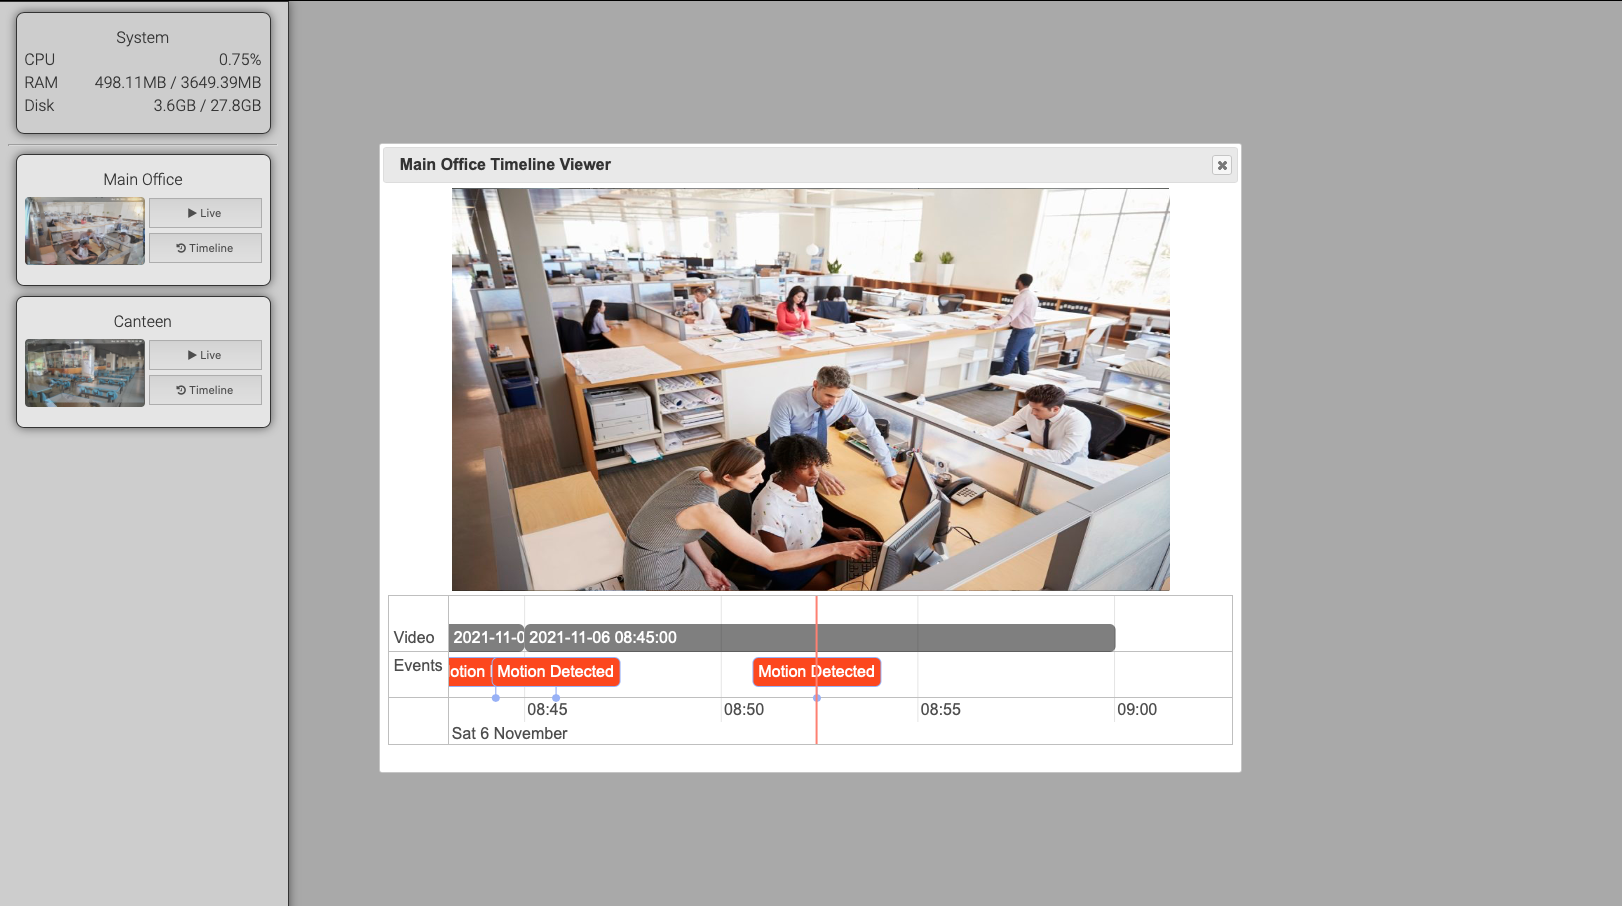 System
CPU 0.75%
RAM 498.11MB / 3649.39MB
Disk 3.6GB / 27.8GB
Main Office
Live
Timeline
Canteen
Live
Timeline
Main Office Timeline Viewer
Video 2021-11-0 2021-11-06 08:45:00
Events otion Motion Detected Motion Detected
08:45 08:50 08:55 09:00
Sat 6 November